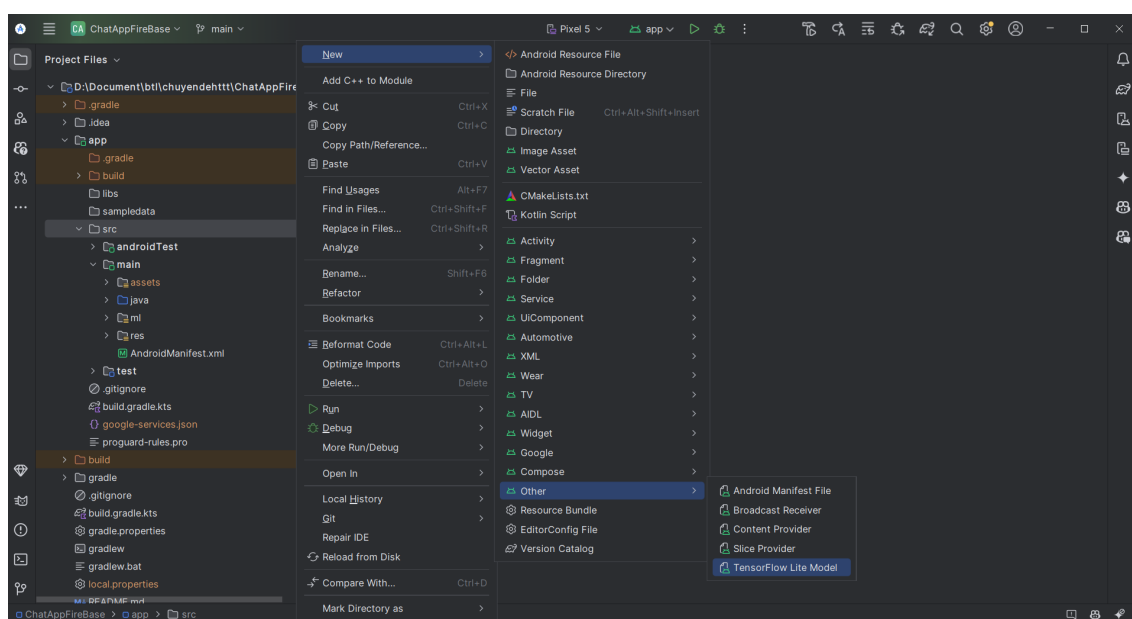 CA ChatAppFireBase main Pixel 5 app
Project Files
D:\Document\btl\chuyendehttt\ChatAppFire
.gradle
.idea
app
.gradle
build
libs
sampledata
src
androidTest
main
assets
java
ml
res
AndroidManifest.xml
test
.gitignore
build.gradle.kts
google-services.json
proguard-rules.pro
build
gradle
.gitignore
build.gradle.kts
gradle.properties
gradlew
gradlew.bat
local.properties
README.md
New
Add C++ to Module
Cut Ctrl+X
Copy Ctrl+C
Copy Path/Reference...
Paste Ctrl+V
Find Usages Alt+F7
Find in Files... Ctrl+Shift+F
Replace in Files... Ctrl+Shift+R
Analyze
Rename... Shift+F6
Refactor
Bookmarks
Reformat Code Ctrl+Alt+L
Optimize Imports Ctrl+Alt+O
Delete... Delete
Run
Debug
More Run/Debug
Open In
Local History
Git
Repair IDE
Reload from Disk
Compare With... Ctrl+D
Mark Directory as
Android Resource File
Android Resource Directory
File
Scratch File Ctrl+Alt+Shift+Insert
Directory
Image Asset
Vector Asset
CMakeLists.txt
Kotlin Script
Activity
Fragment
Folder
Service
UiComponent
Automotive
XML
Wear
TV
AIDL
Widget
Google
Compose
Other
Resource Bundle
EditorConfig File
Version Catalog
Android Manifest File
Broadcast Receiver
Content Provider
Slice Provider
TensorFlow Lite Model
ChatAppFireBase > app > src